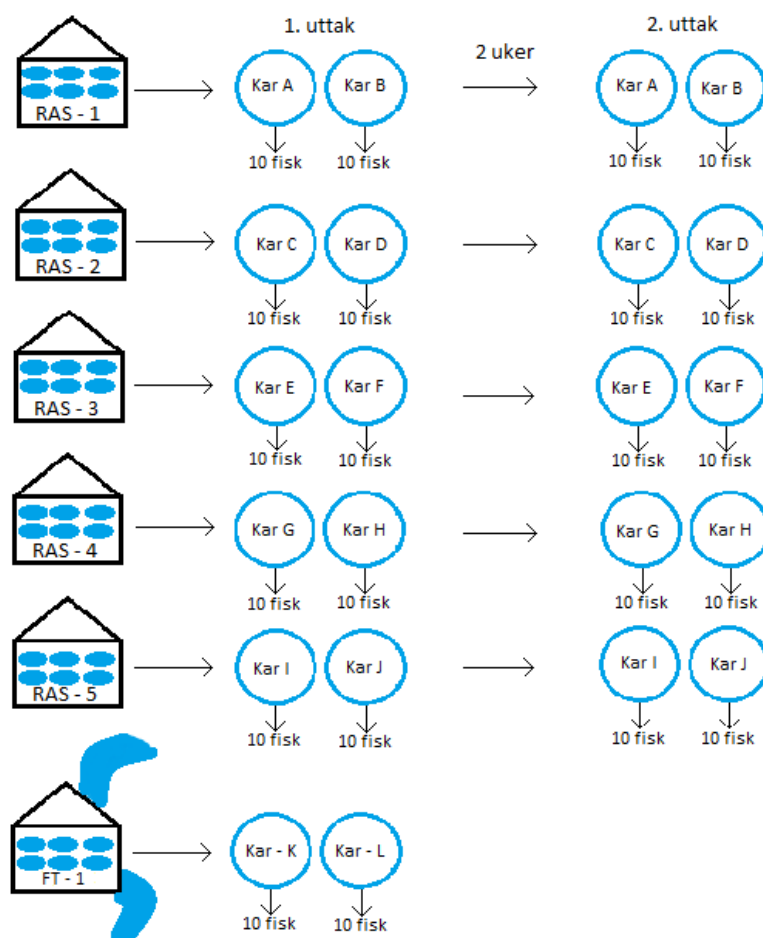 1. uttak
2 uker
2. uttak
RAS - 1
Kar A
Kar B
Kar A
Kar B
10 fisk
10 fisk
10 fisk
10 fisk
RAS - 2
Kar C
Kar D
Kar C
Kar D
10 fisk
10 fisk
10 fisk
10 fisk
RAS - 3
Kar E
Kar F
Kar E
Kar F
10 fisk
10 fisk
10 fisk
10 fisk
RAS - 4
Kar G
Kar H
Kar G
Kar H
10 fisk
10 fisk
10 fisk
10 fisk
RAS - 5
Kar I
Kar J
Kar I
Kar J
10 fisk
10 fisk
10 fisk
10 fisk
FT - 1
Kar - K
Kar - L
10 fisk
10 fisk